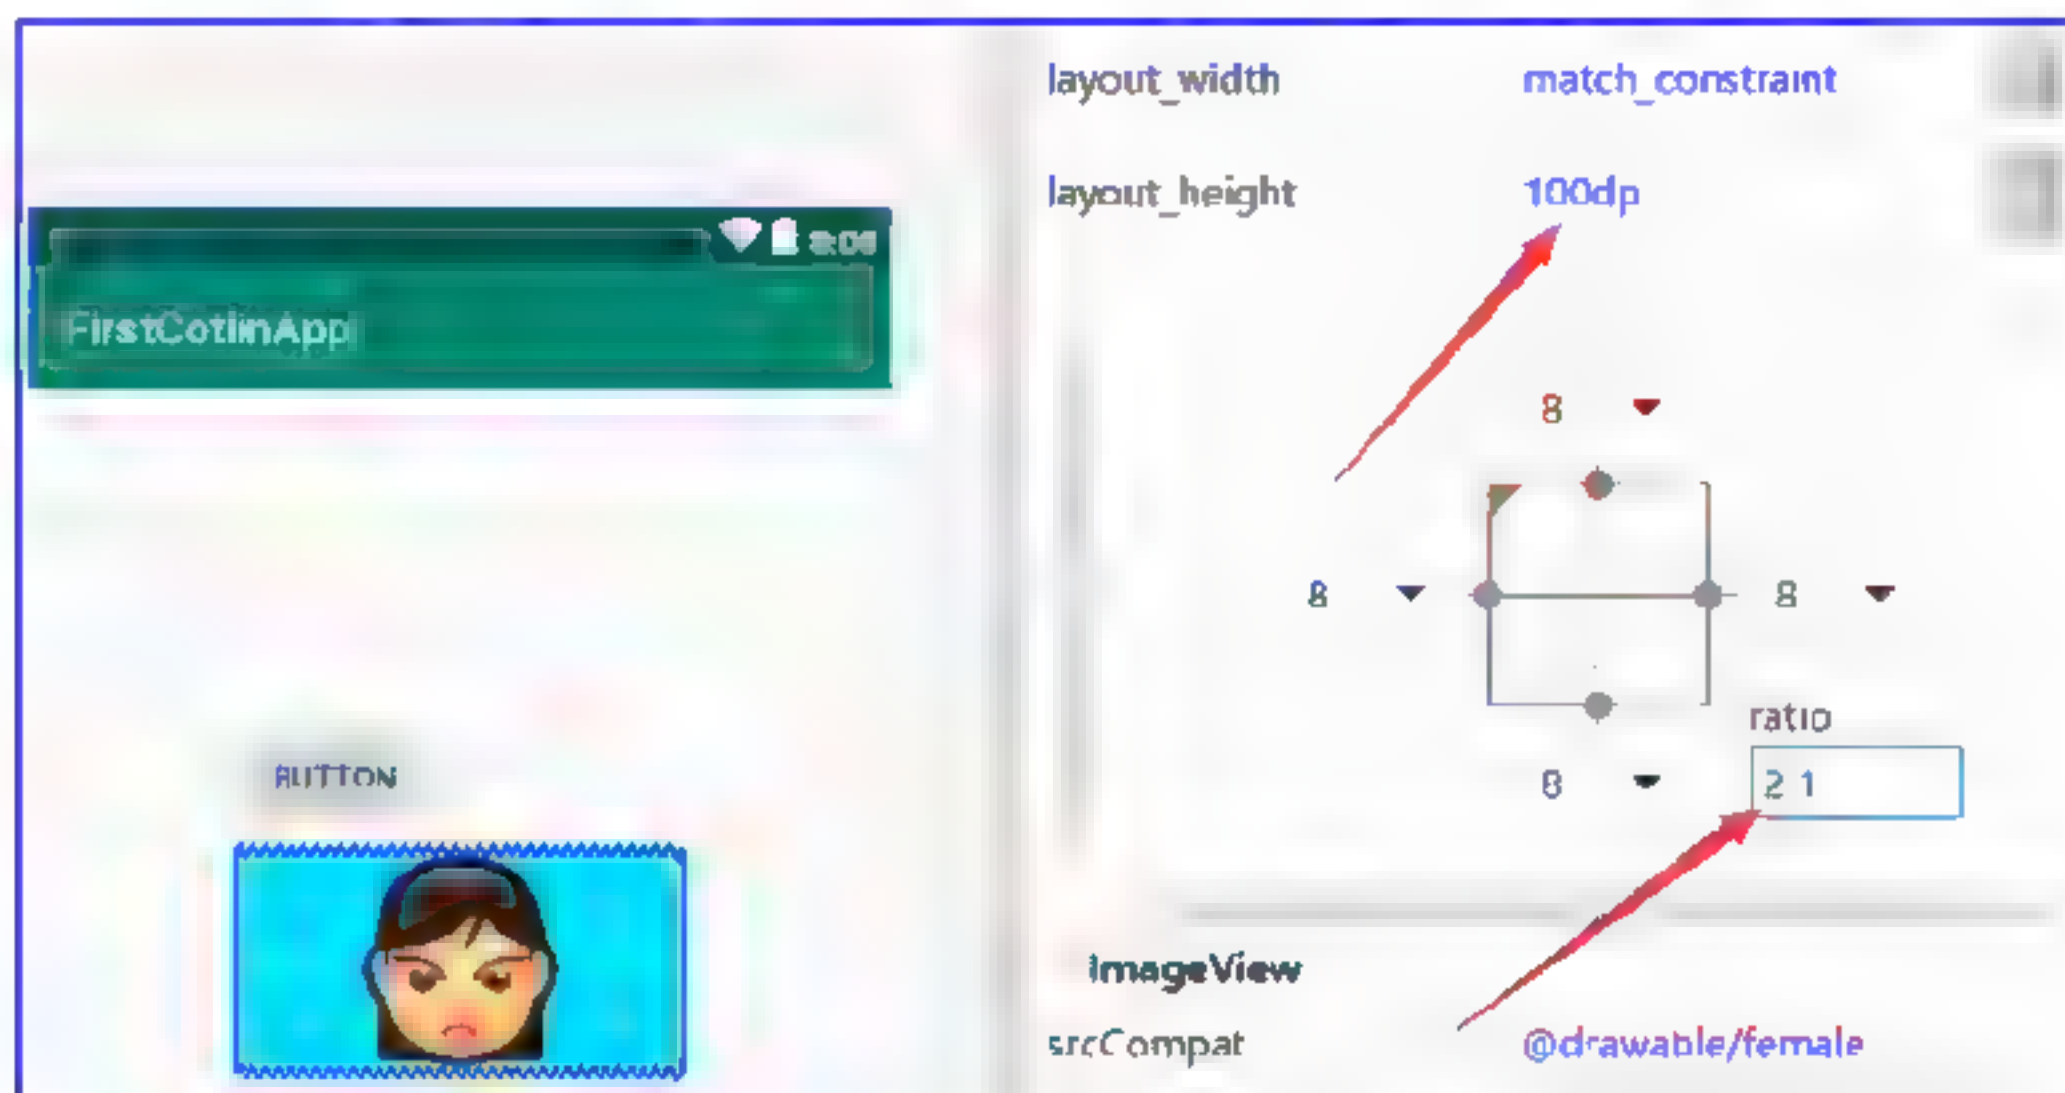 layout_width match_constraint
layout_height 100dp
FirstCotlinApp
8
8 8
ratio
BUTTON
8 2 1
ImageView
srcCompat @drawable/female